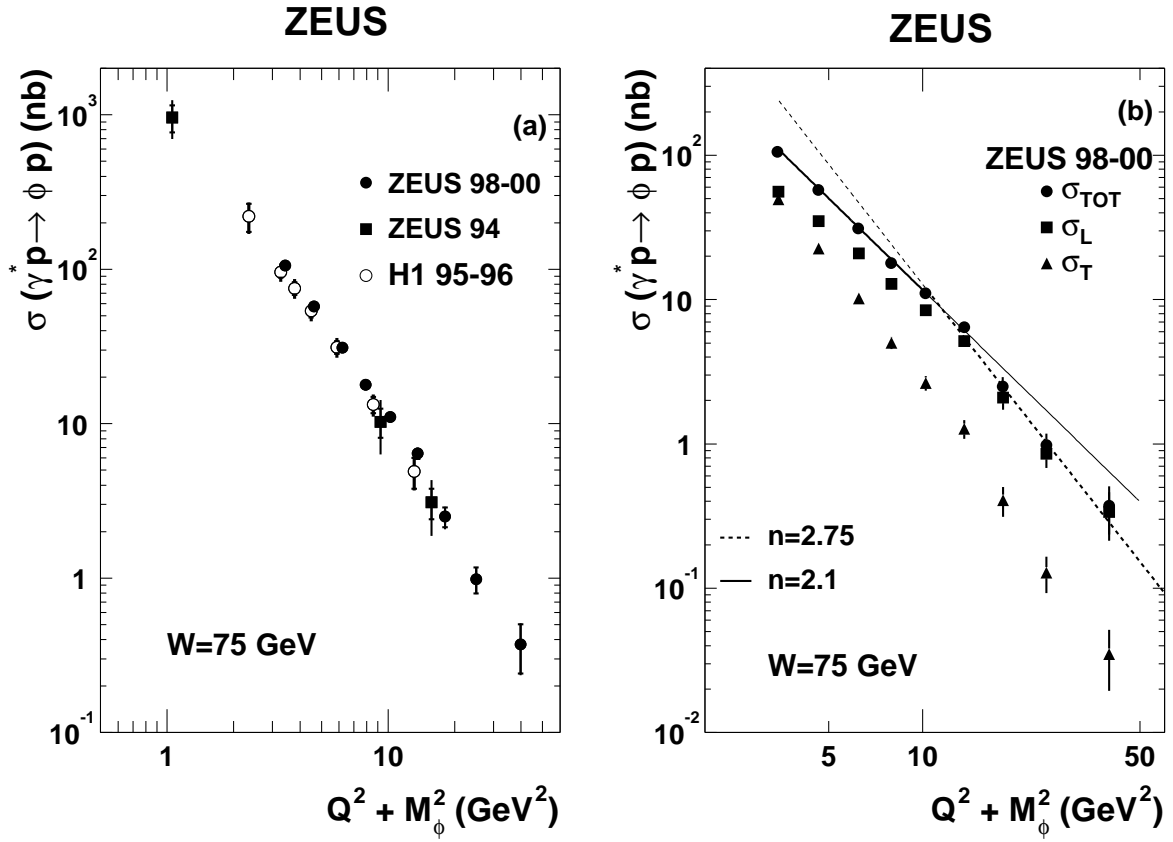 ZEUS
σ (γ* p → φ p) (nb)
(a)
ZEUS 98-00
ZEUS 94
H1 95-96
10³
10²
10
1
10⁻¹
W=75 GeV
1
10
Q² + M²ϕ (GeV²)
ZEUS
σ (γ* p → φ p) (nb)
(b)
ZEUS 98-00
σTOT
σL
σT
10²
10
1
10⁻¹
10⁻²
n=2.75
n=2.1
W=75 GeV
5
10
50
Q² + M²ϕ (GeV²)